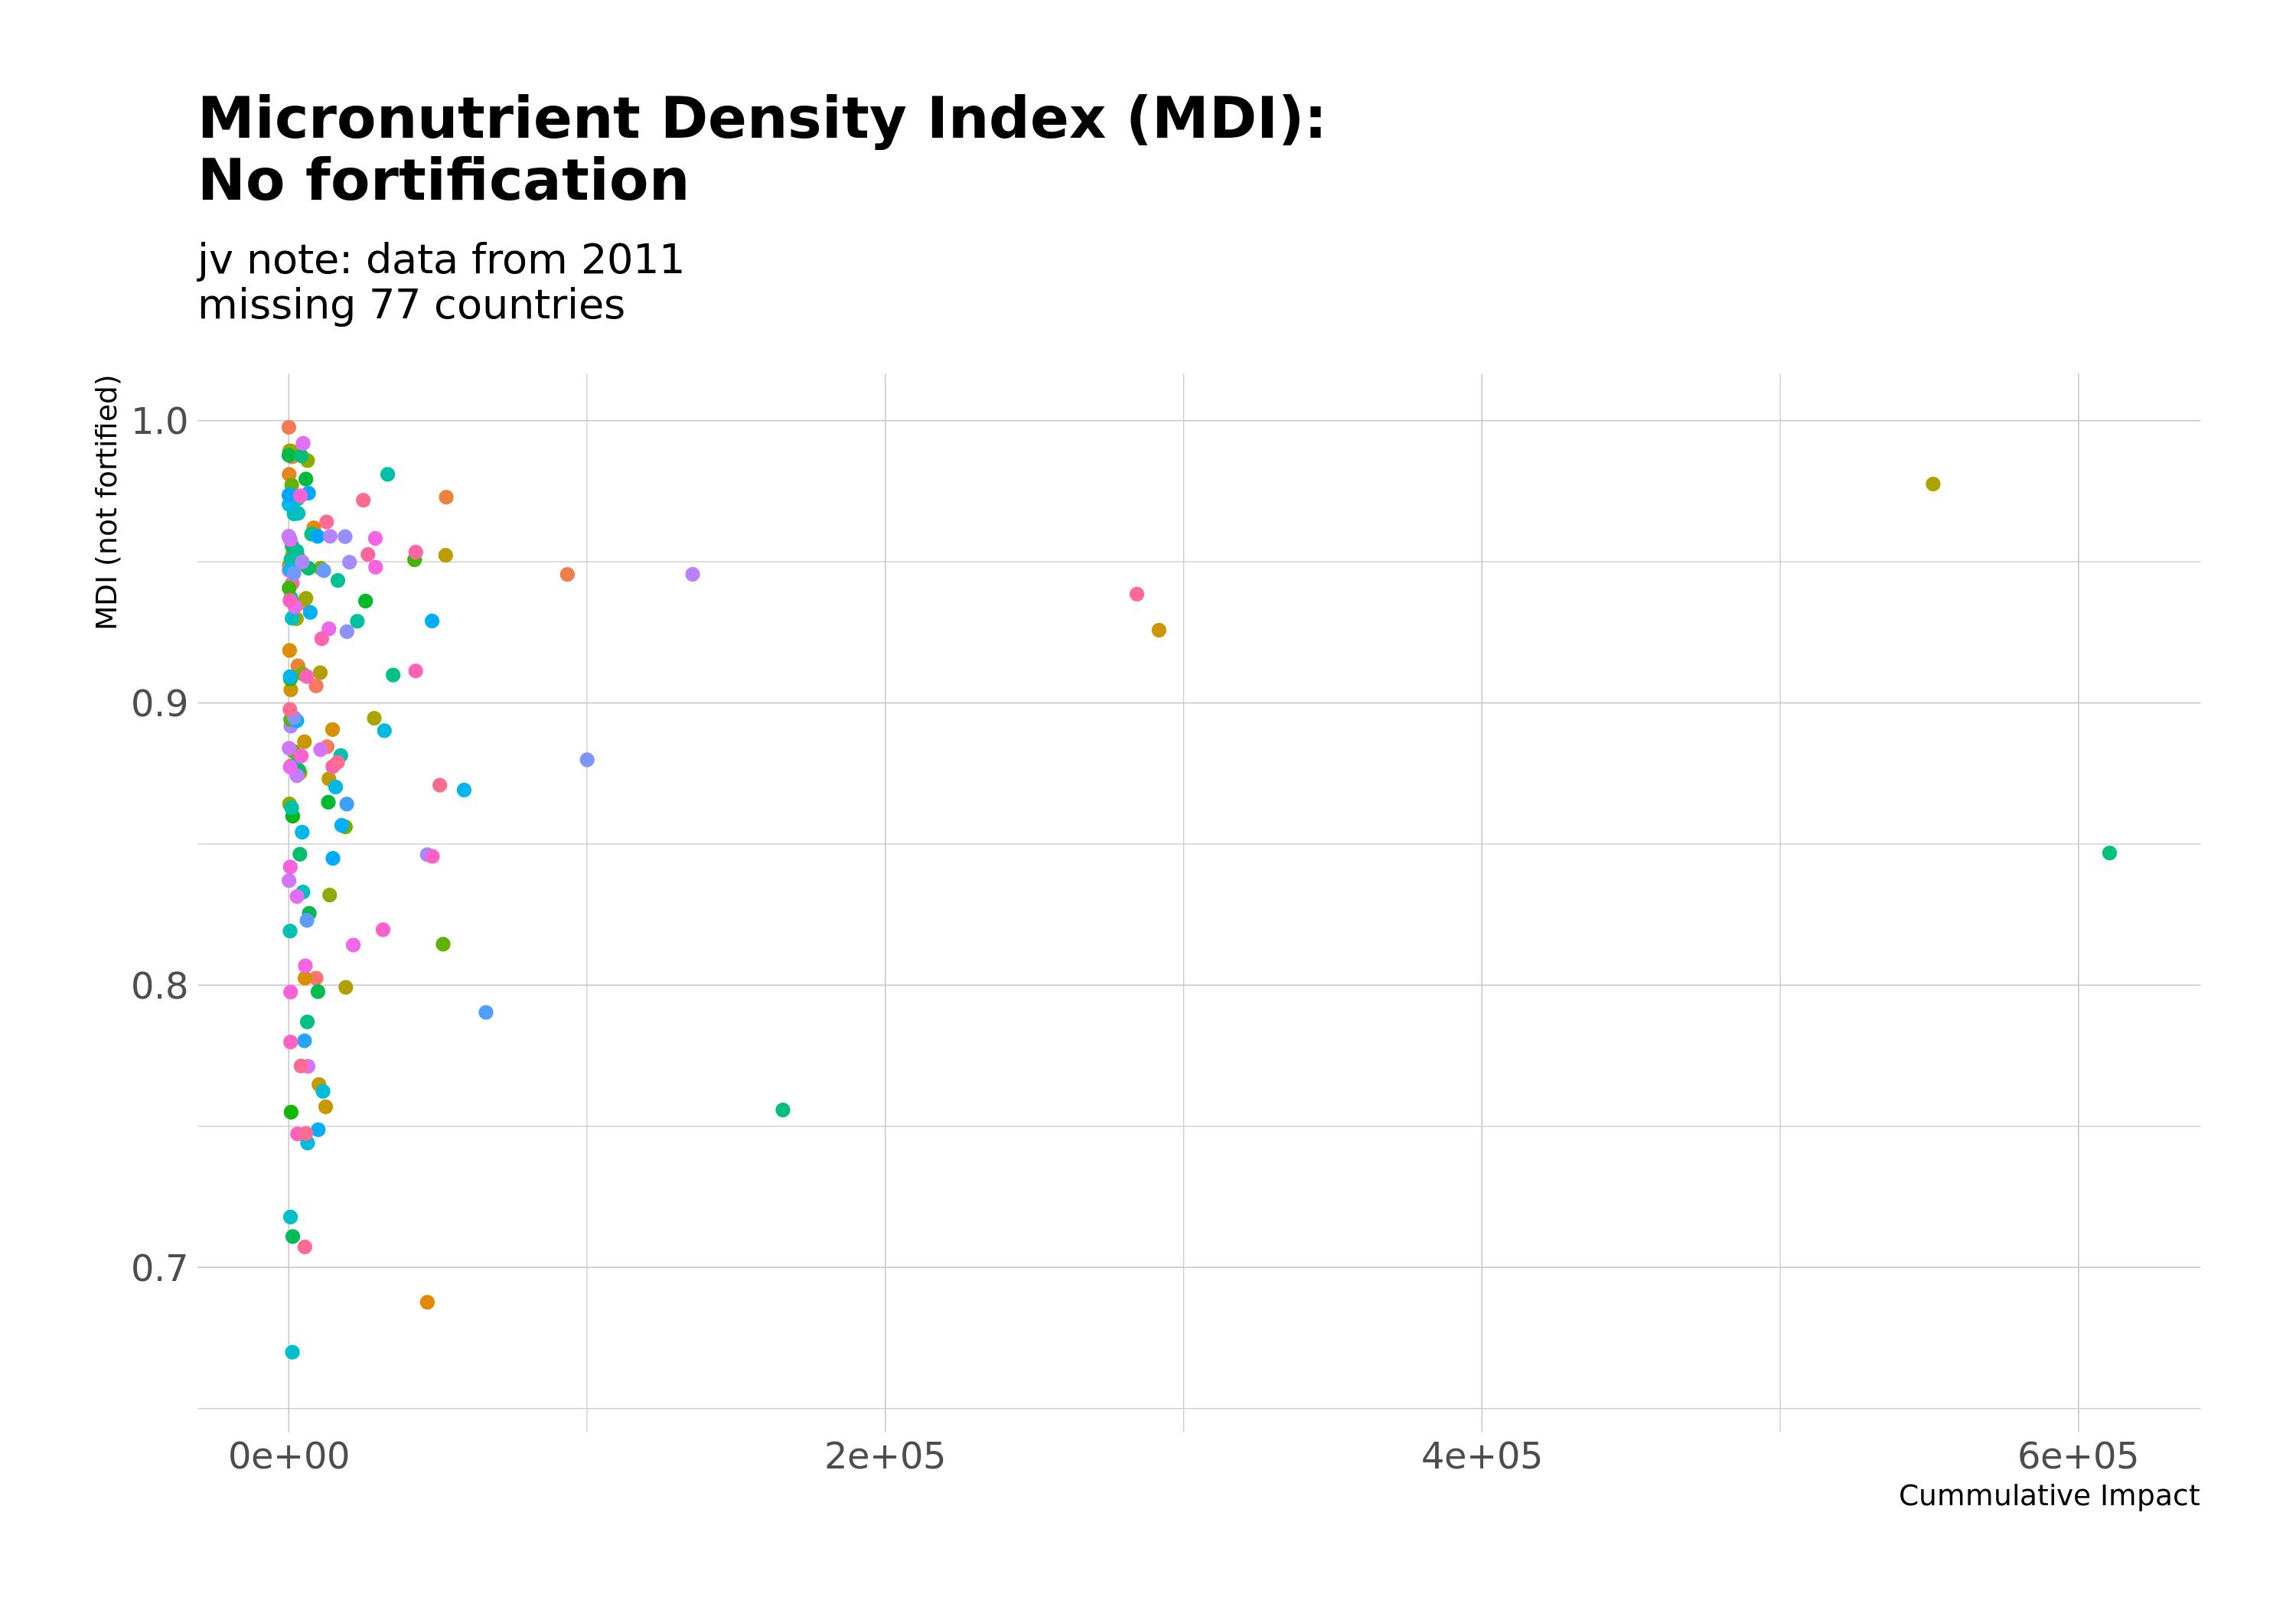 Micronutrient Density Index (MDI):
No fortification
jv note: data from 2011
missing 77 countries
MDI (not fortified)
1.0
0.9
0.8
0.7
0e+00
2e+05
4e+05
6e+05
Cummulative Impact